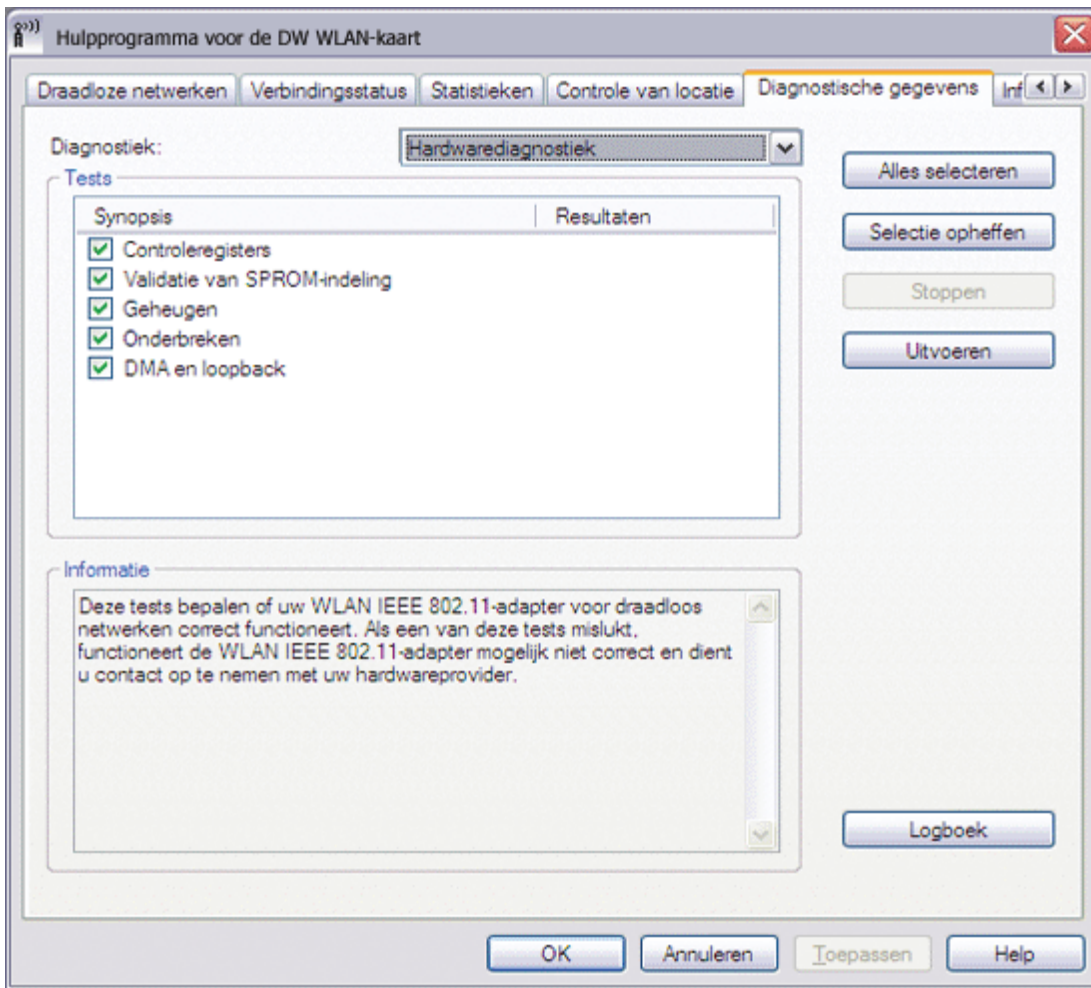 Hulpprogramma voor de DW WLAN-kaart
Draadloze netwerken
Verbindingsstatus
Statistieken
Controle van locatie
Diagnostische gegevens
Inf
Diagnostiek:
Hardwarediagnostiek
Tests
Synopsis
Resultaten
Controleregisters
Validatie van SPROM-indeling
Geheugen
Onderbreken
DMA en loopback
Alles selecteren
Selectie opheffen
Stoppen
Uitvoeren
Informatie
Deze tests bepalen of uw WLAN IEEE 802.11-adapter voor draadloos
netwerken correct functioneert. Als een van deze tests mislukt,
functioneert de WLAN IEEE 802.11-adapter mogelijk niet correct en dient
u contact op te nemen met uw hardwareprovider.
Logboek
OK
Annuleren
Toepassen
Help